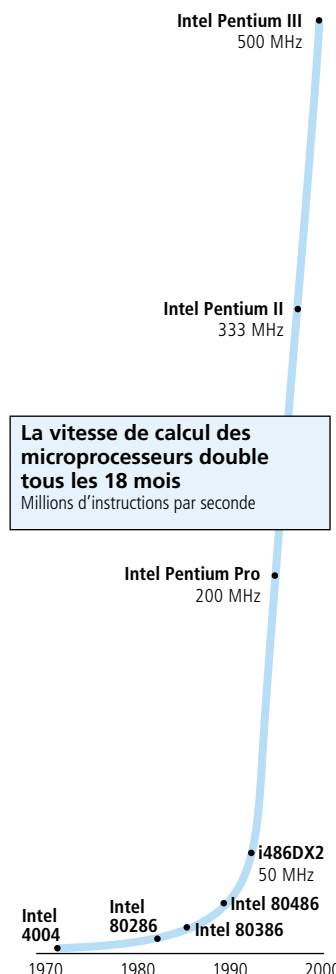 Intel Pentium III
500 MHz
Intel Pentium II
333 MHz
La vitesse de calcul des
microprocesseurs double
tous les 18 mois
Millions d'instructions par seconde
Intel Pentium Pro
200 MHz
i486DX2
50 MHz
Intel 80486
Intel
80286
Intel 80386
Intel
4004
1970 1980 1990 2000